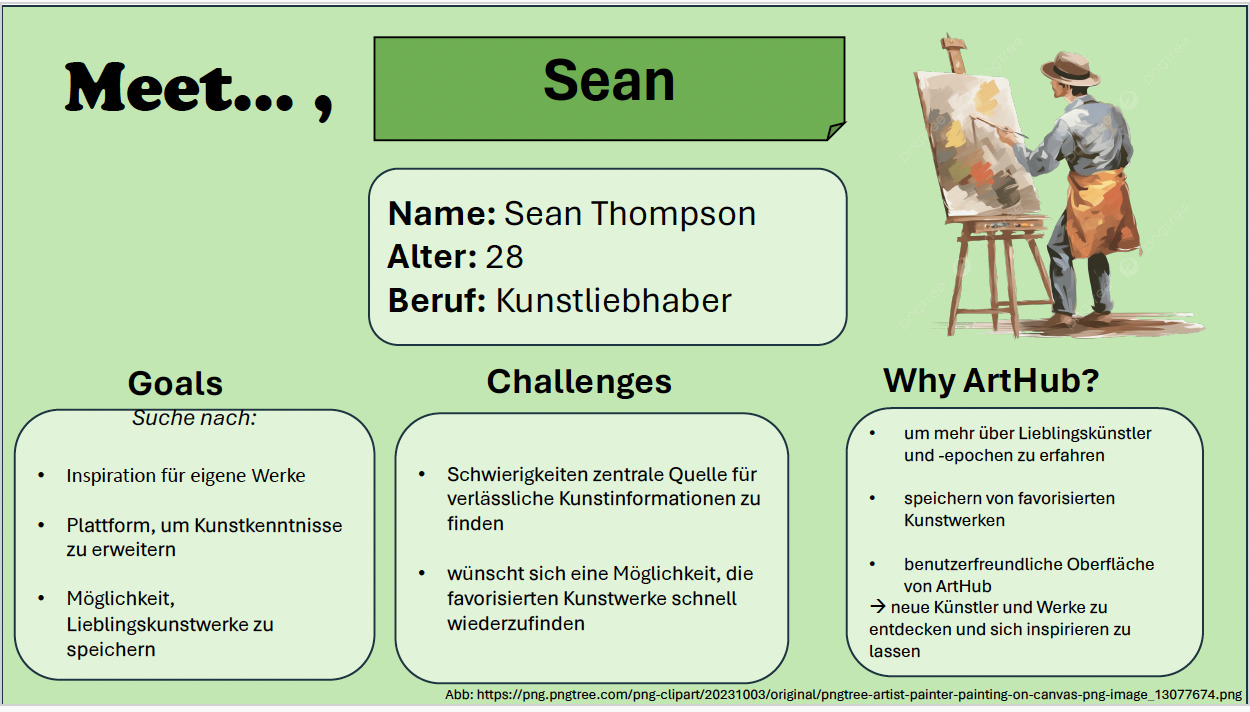 Meet... ,
Sean
Name: Sean Thompson
Alter: 28
Beruf: Kunstliebhaber
Goals
Suche nach:
• Inspiration für eigene Werke
• Plattform, um Kunstkenntnisse
zu erweitern
• Möglichkeit,
Lieblingskunstwerke zu
speichern
Challenges
• Schwierigkeiten zentrale Quelle für
verlässliche Kunstinformationen zu
finden
• wünscht sich eine Möglichkeit, die
favorisierten Kunstwerke schnell
wiederzufinden
Why ArtHub?
• um mehr über Lieblingskünstler
und -epochen zu erfahren
• speichern von favorisierten
Kunstwerken
• benutzerfreundliche Oberfläche
von ArtHub
→ neue Künstler und Werke zu
entdecken und sich inspirieren zu
lassen
Abb: https://png.pngtree.com/png-clipart/20231003/original/pngtree-artist-painter-painting-on-canvas-png-image_13077674.png